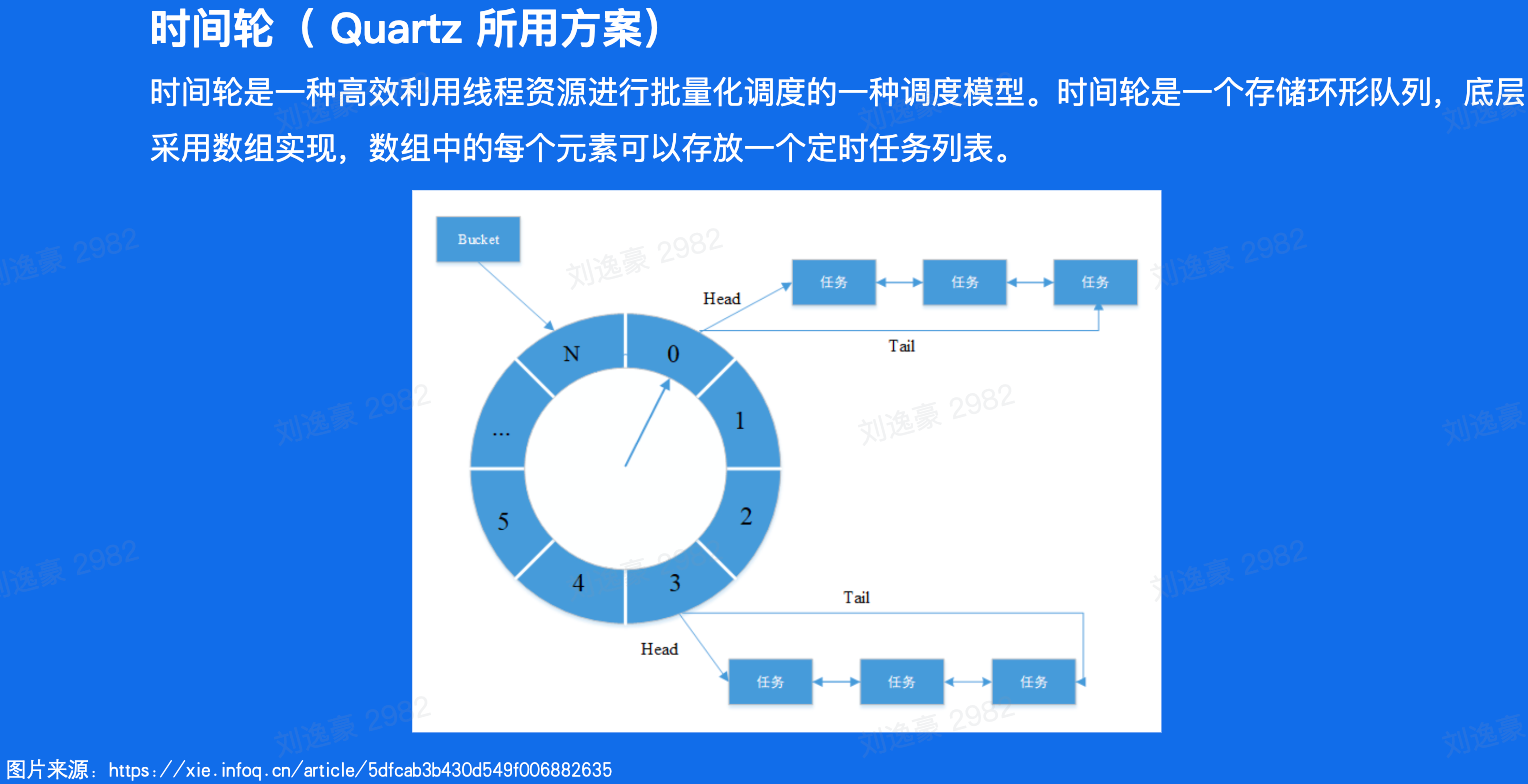 时间轮（ Quartz 所用方案）
时间轮是一种高效利用线程资源进行批量化调度的一种调度模型。时间轮是一个存储环形队列，底层
采用数组实现，数组中的每个元素可以存放一个定时任务列表。
Bucket
任务 任务 任务
Head
Tail
N 0
... 1
5 2
4 3
Tail
Head
任务 任务 任务
刘逸豪 2982
图片来源：https://xie.infoq.cn/article/5dfcab3b430d549f006882635